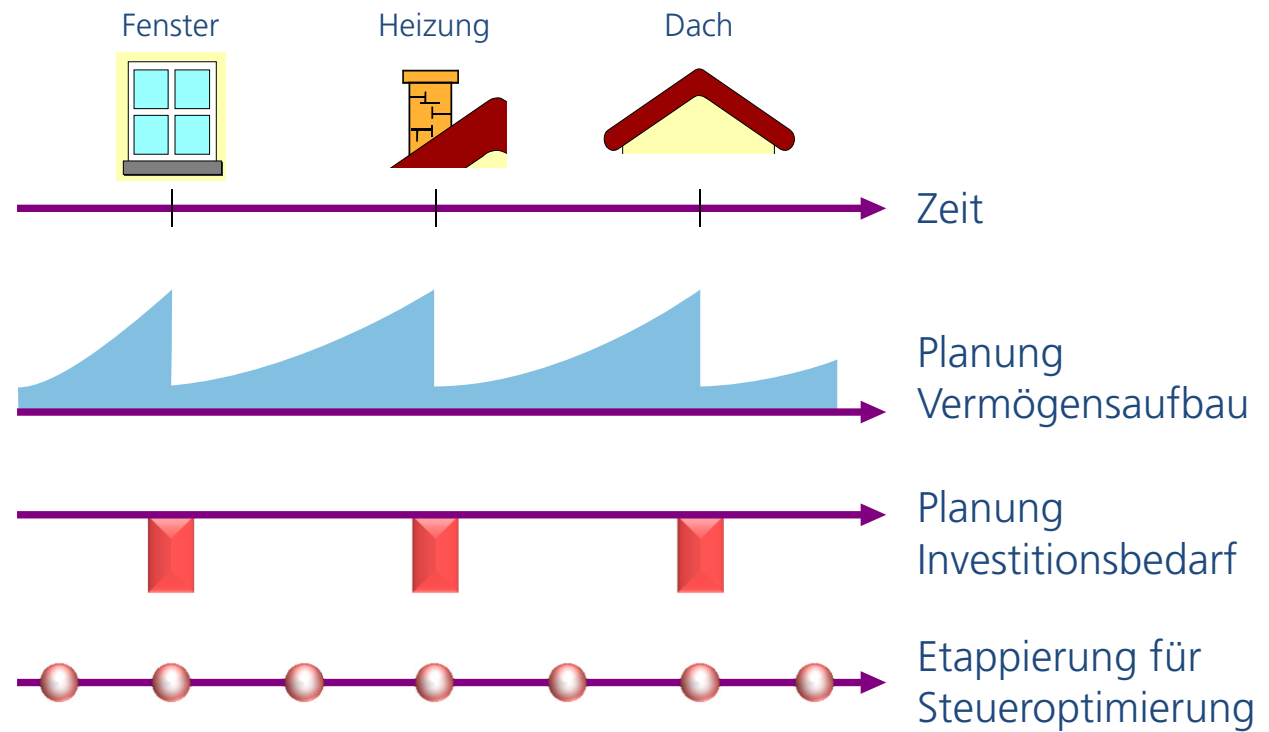 Fenster
Heizung
Dach
Zeit
Planung
Vermögensaufbau
Planung
Investitionsbedarf
Etappierung für
Steueroptimierung